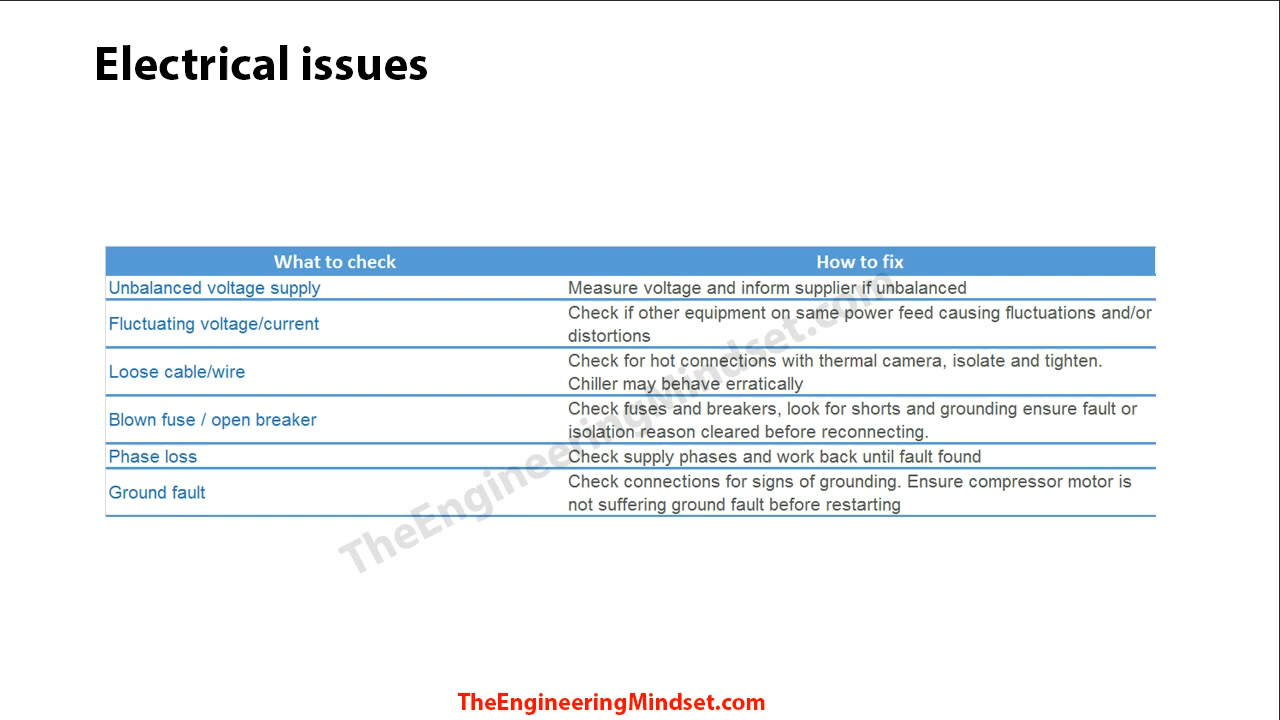 Electrical issues
What to check How to fix
Unbalanced voltage supply Measure voltage and inform supplier if unbalanced
Fluctuating voltage/current Check if other equipment on same power feed causing fluctuations and/or
distortions
Loose cable/wire Check for hot connections with thermal camera, isolate and tighten.
Chiller may behave erratically
Blown fuse / open breaker Check fuses and breakers, look for shorts and grounding ensure fault or
isolation reason cleared before reconnecting.
Phase loss Check supply phases and work back until fault found
Ground fault Check connections for signs of grounding. Ensure compressor motor is
not suffering ground fault before restarting
TheEngineeringMindset.com
TheEngineeringMindset.com